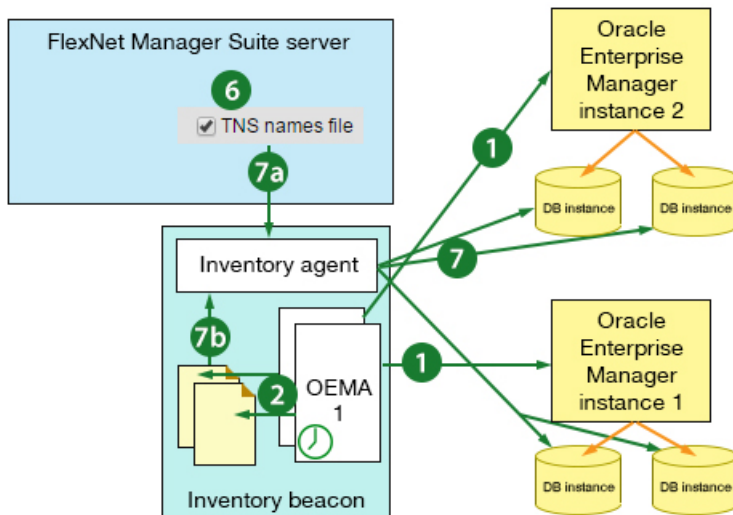 FlexNet Manager Suite server
6
TNS names file
7a
Inventory agent
7b
2
OEMA
1
Inventory beacon
1
Oracle
Enterprise
Manager
instance 2
DB instance
DB instance
7
1
Oracle
Enterprise
Manager
instance 1
DB instance
DB instance